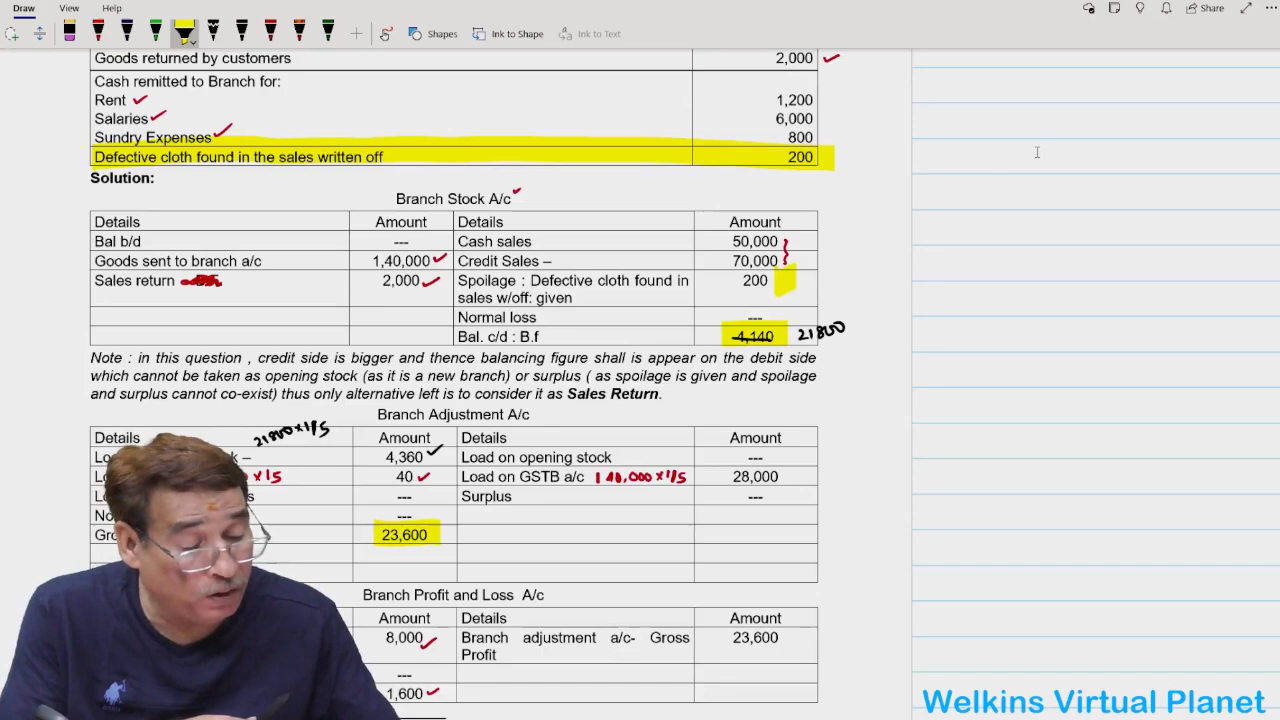 Draw View Help
Share
Shapes Ink to Shape Ink to Text
Goods returned by customers 2,000
Cash remitted to Branch for:
Rent 1,200
Salaries 6,000
Sundry Expenses 800
Defective cloth found in the sales written off 200
Solution:
Branch Stock A/c
Details Amount Details Amount
Bal b/d --- Cash sales 50,000
Goods sent to branch a/c 1,40,000 Credit Sales – 70,000
Sales return 2,000 Spoilage : Defective cloth found in 200
sales w/off: given
Normal loss ---
Bal. c/d : B.f 4,140 21800
Note : in this question , credit side is bigger and thence balancing figure shall is appear on the debit side
which cannot be taken as opening stock (as it is a new branch) or surplus ( as spoilage is given and spoilage
and surplus cannot co-exist) thus only alternative left is to consider it as Sales Return.
Branch Adjustment A/c
21800×1/5
Details Amount Details Amount
4,360 Load on opening stock ---
×1/5 40 Load on GSTB a/c 1,40,000×1/5 28,000
--- Surplus ---
---
23,600
Branch Profit and Loss A/c
Amount Details Amount
8,000 Branch adjustment a/c- Gross 23,600
Profit
---
1,600
Welkins Virtual Planet